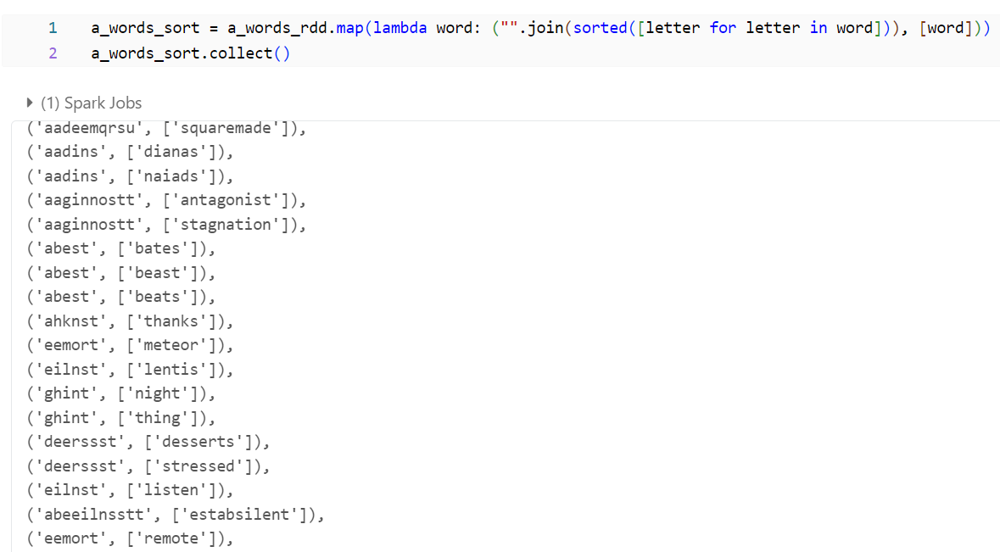 1 a_words_sort = a_words_rdd.map(lambda word: ("".join(sorted([letter for letter in word])), [word]))
2 a_words_sort.collect()
(1) Spark Jobs
('aadeemqrsu', ['squaremade']),
('aadins', ['dianas']),
('aadins', ['naiads']),
('aaginnostt', ['antagonist']),
('aaginnostt', ['stagnation']),
('abest', ['bates']),
('abest', ['beast']),
('abest', ['beats']),
('ahknst', ['thanks']),
('eemort', ['meteor']),
('eilnst', ['lentis']),
('ghint', ['night']),
('ghint', ['thing']),
('deerssst', ['desserts']),
('deerssst', ['stressed']),
('eilnst', ['listen']),
('abeeilnsstt', ['estabsilent']),
('eemort', ['remote']),